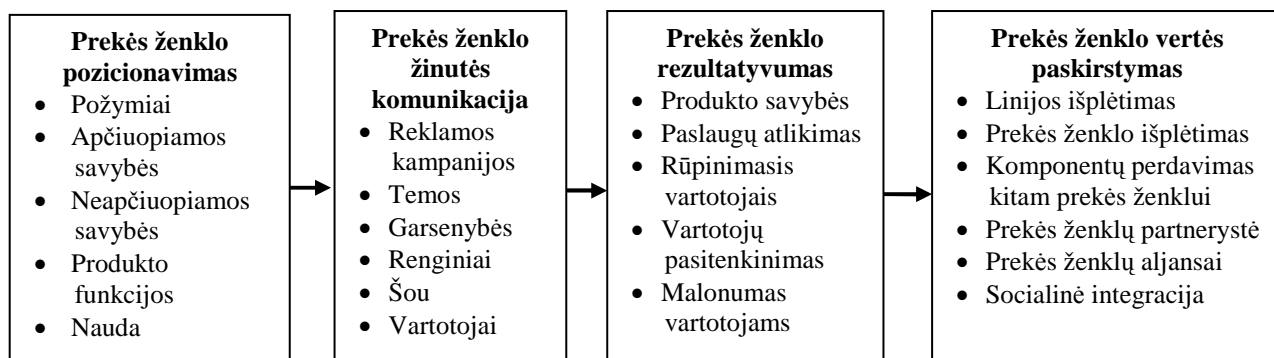 Prekės ženklo
pozicionavimas
• Požymiai
• Apčiuopiamos
savybės
• Neapčiuopiamos
savybės
• Produkto
funkcijos
• Nauda
Prekės ženklo
žinutės
komunikacija
• Reklamos
kampanijos
• Temos
• Garsenybės
• Renginiai
• Šou
• Vartotojai
Prekės ženklo
rezultatyvumas
• Produkto savybės
• Paslaugų atlikimas
• Rūpinimasis
vartotojais
• Vartotojų
pasitenkinimas
• Malonumas
vartotojams
Prekės ženklo vertės
paskirstymas
• Linijos išplėtimas
• Prekės ženklo išplėtimas
• Komponentų perdavimas
kitam prekės ženklui
• Prekės ženklų partnerystė
• Prekės ženklų aljansai
• Socialinė integracija